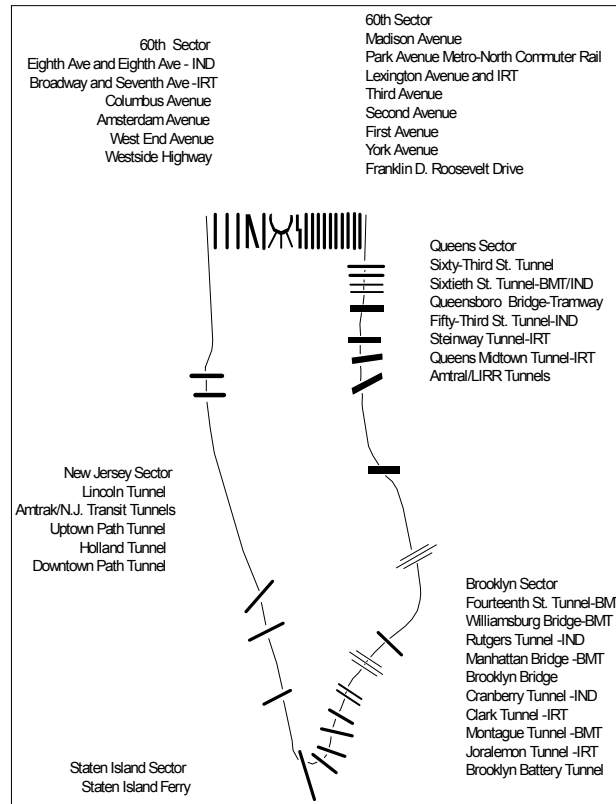 60th Sector
Eighth Ave and Eighth Ave - IND
Broadway and Seventh Ave -IRT
Columbus Avenue
Amsterdam Avenue
West End Avenue
Westside Highway
60th Sector
Madison Avenue
Park Avenue Metro-North Commuter Rail
Lexington Avenue and IRT
Third Avenue
Second Avenue
First Avenue
York Avenue
Franklin D. Roosevelt Drive
Queens Sector
Sixty-Third St. Tunnel
Sixtieth St. Tunnel-BMT/IND
Queensboro Bridge-Tramway
Fifty-Third St. Tunnel-IND
Steinway Tunnel-IRT
Queens Midtown Tunnel-IRT
Amtral/LIRR Tunnels
New Jersey Sector
Lincoln Tunnel
Amtrak/N.J. Transit Tunnels
Uptown Path Tunnel
Holland Tunnel
Downtown Path Tunnel
Brooklyn Sector
Fourteenth St. Tunnel-BMT
Williamsburg Bridge-BMT
Rutgers Tunnel -IND
Manhattan Bridge -BMT
Brooklyn Bridge
Cranberry Tunnel -IND
Clark Tunnel -IRT
Montague Tunnel -BMT
Joralemon Tunnel -IRT
Brooklyn Battery Tunnel
Staten Island Sector
Staten Island Ferry